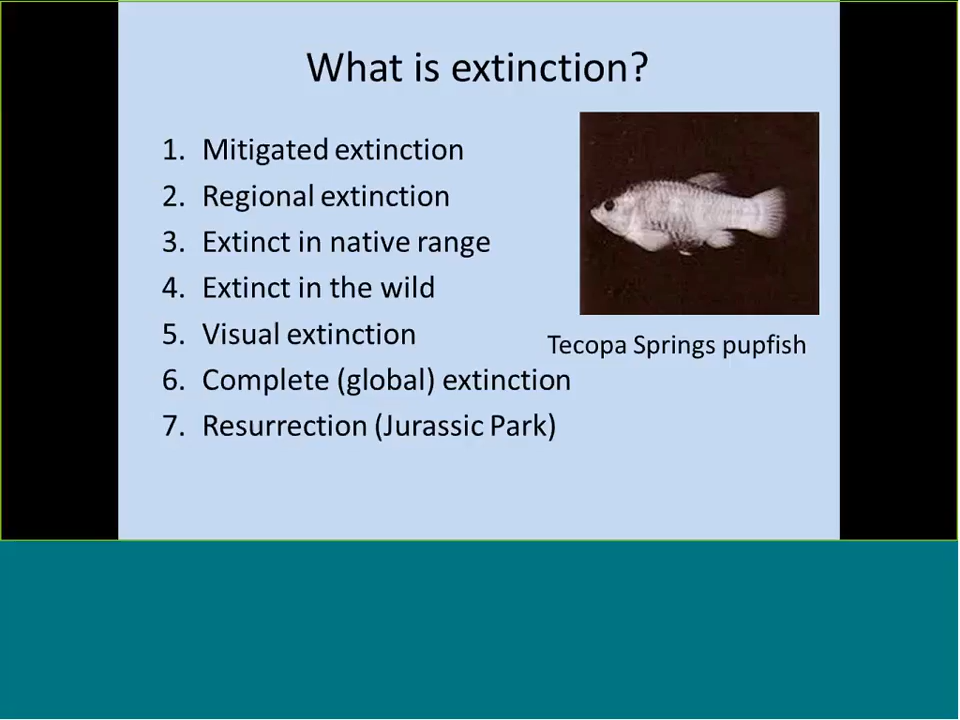 What is extinction?
1. Mitigated extinction
2. Regional extinction
3. Extinct in native range
4. Extinct in the wild
5. Visual extinction
Tecopa Springs pupfish
6. Complete (global) extinction
7. Resurrection (Jurassic Park)